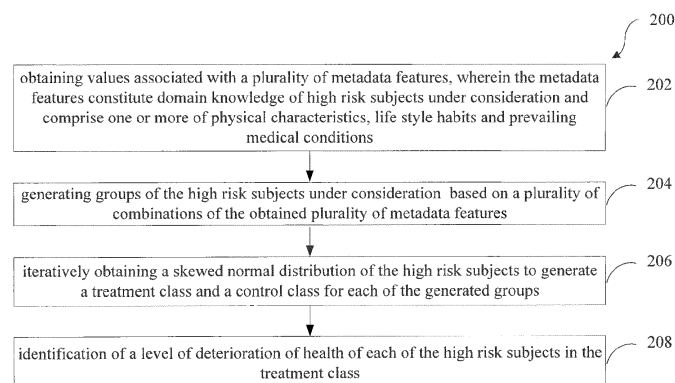 200
obtaining values associated with a plurality of metadata features, wherein the metadata
features constitute domain knowledge of high risk subjects under consideration and
comprise one or more of physical characteristics, life style habits and prevailing
medical conditions
202
generating groups of the high risk subjects under consideration based on a plurality of
combinations of the obtained plurality of metadata features
204
iteratively obtaining a skewed normal distribution of the high risk subjects to generate
a treatment class and a control class for each of the generated groups
206
identification of a level of deterioration of health of each of the high risk subjects in the
treatment class
208